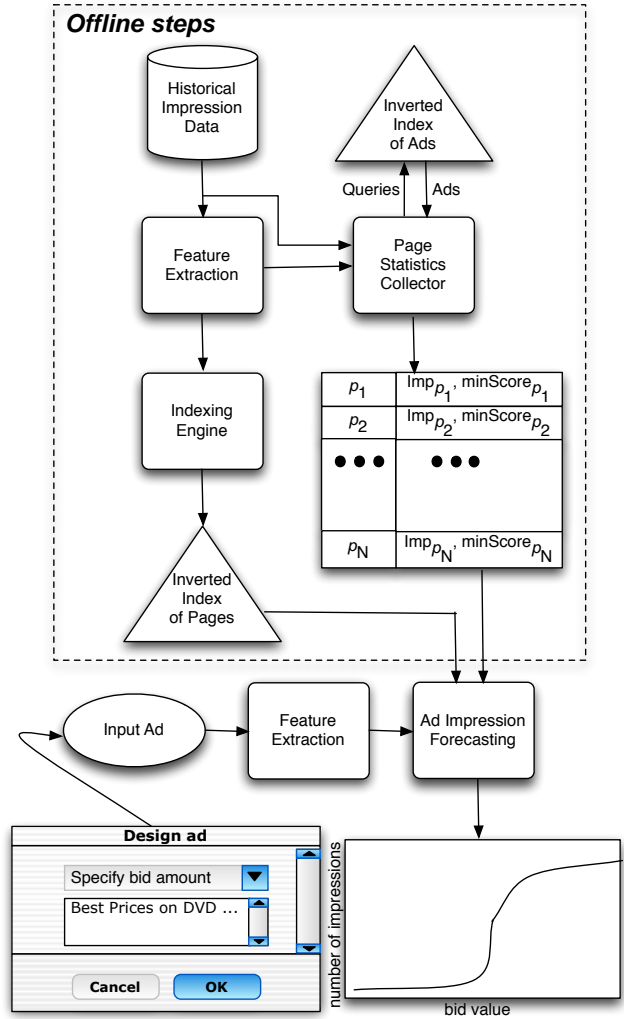 Offline steps
Historical
Impression
Data
Inverted
Index
of Ads
Queries
Ads
Feature
Extraction
Page
Statistics
Collector
Indexing
Engine
p1 Impp1, minScorep1
p2 Impp2, minScorep2
pN ImppN, minScorepN
Inverted
Index
of Pages
Input Ad
Feature
Extraction
Ad Impression
Forecasting
Design ad
Specify bid amount
Best Prices on DVD ...
Cancel OK
number of impressions
bid value